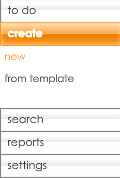 to do
create
new
from template
search
reports
settings